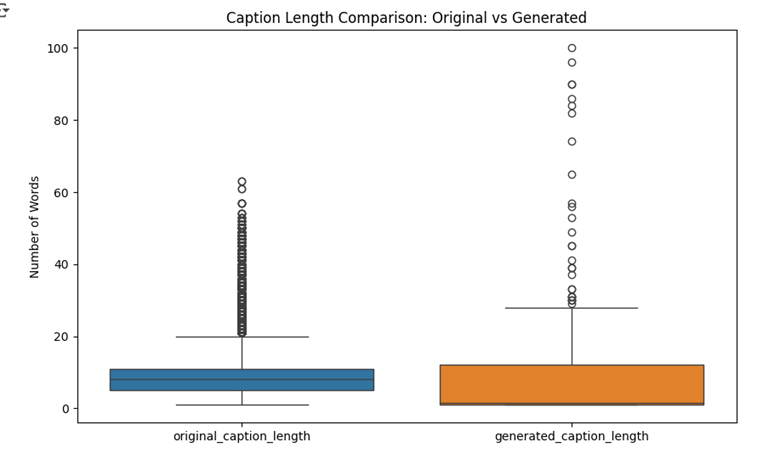 Caption Length Comparison: Original vs Generated
100
80
60
40
20
0
Number of Words
original_caption_length
generated_caption_length